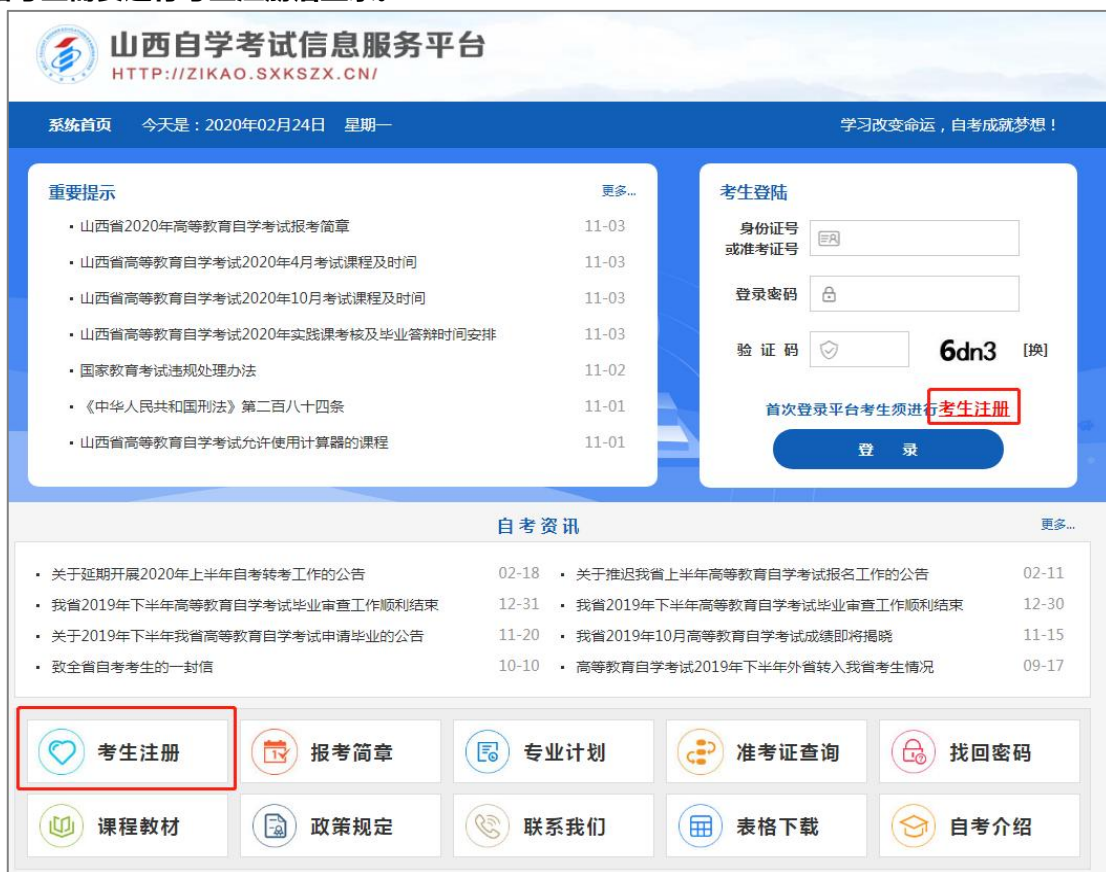 山西自学考试信息服务平台
HTTP://ZIKAO.SXKSZX.CN/
系统首页 今天是：2020年02月24日 星期一 学习改变命运，自考成就梦想！
重要提示 更多...
山西省2020年高等教育自学考试报考简章 11-03
山西省高等教育自学考试2020年4月考试课程及时间 11-03
山西省高等教育自学考试2020年10月考试课程及时间 11-03
山西省高等教育自学考试2020年实践课考核及毕业答辩时间安排 11-03
国家教育考试违规处理办法 11-02
《中华人民共和国刑法》第二百八十四条 11-01
山西省高等教育自学考试允许使用计算器的课程 11-01
考生登陆
身份证号
或准考证号
登录密码
验 证 码 6dn3 [换]
首次登录平台考生须进行考生注册
登 录
自考资讯 更多...
关于延期开展2020年上半年自考转考工作的公告 02-18
关于推迟我省上半年高等教育自学考试报名工作的公告 02-11
我省2019年下半年高等教育自学考试毕业审查工作顺利结束 12-31
我省2019年下半年高等教育自学考试毕业审查工作顺利结束 12-30
关于2019年下半年我省高等教育自学考试申请毕业的公告 11-20
我省2019年10月高等教育自学考试成绩即将揭晓 11-15
致全省自考考生的一封信 10-10
高等教育自学考试2019年下半年外省转入我省考生情况 09-17
考生注册 报考简章 专业计划 准考证查询 找回密码
课程教材 政策规定 联系我们 表格下载 自考介绍